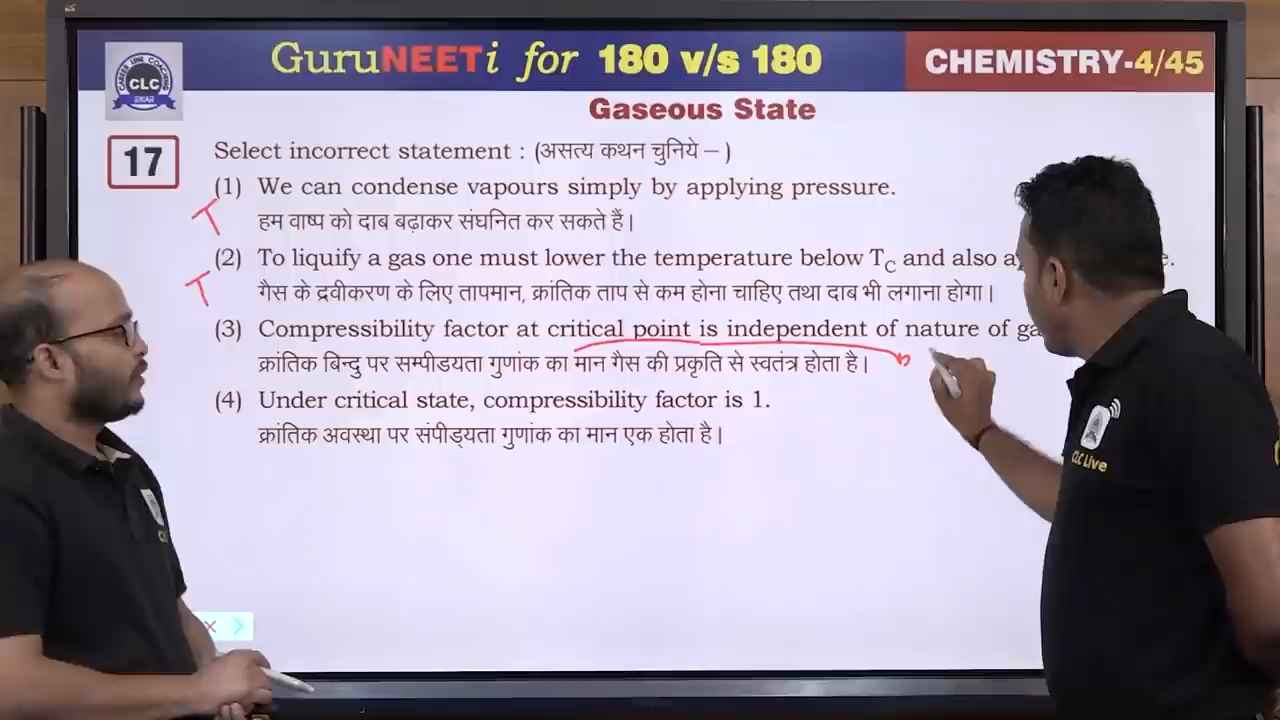 GuruNEETi for 180 v/s 180
CHEMISTRY-4/45
CAREER LINE COACHING
CLC
SIKAR
Gaseous State
17
Select incorrect statement : (असत्य कथन चुनिये – )
(1) We can condense vapours simply by applying pressure.
हम वाष्प को दाब बढ़ाकर संघनित कर सकते हैं।
T
(2) To liquify a gas one must lower the temperature below TC and also
गैस के द्रवीकरण के लिए तापमान, क्रांतिक ताप से कम होना चाहिए तथा दाब भी लगाना होगा।
T
(3) Compressibility factor at critical point is independent of nature of
क्रांतिक बिन्दु पर सम्पीडयता गुणांक का मान गैस की प्रकृति से स्वतंत्र होता है।
(4) Under critical state, compressibility factor is 1.
क्रांतिक अवस्था पर संपीड्यता गुणांक का मान एक होता है।
CLC Live